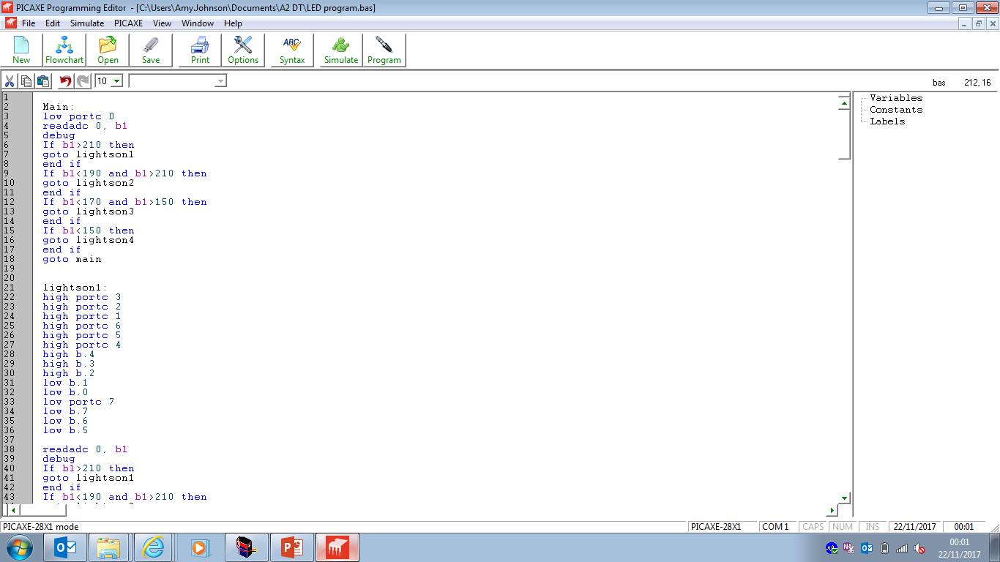 PICAXE Programming Editor - [C:\Users\AmyJohnson\Documents\A2 DT\LED program.bas]
File Edit Simulate PICAXE View Window Help
ABC
New Flowchart Open Save Print Options Syntax Simulate Program
10 bas 212, 16
1
2 Main:
3 low portc 0
4 readadc 0, b1
5 debug
6 If b1>210 then
7 goto lightson1
8 end if
9 If b1<190 and b1>210 then
10 goto lightson2
11 end if
12 If b1<170 and b1>150 then
13 goto lightson3
14 end if
15 If b1<150 then
16 goto lightson4
17 end if
18 goto main
19
20
21 lightson1:
22 high portc 3
23 high portc 2
24 high portc 1
25 high portc 6
26 high portc 5
27 high portc 4
28 high b.4
29 high b.3
30 high b.2
31 low b.1
32 low b.0
33 low portc 7
34 low b.7
35 low b.6
36 low b.5
37
38 readadc 0, b1
39 debug
40 If b1>210 then
41 goto lightson1
42 end if
43 If b1<190 and b1>210 then
Variables
Constants
Labels
PICAXE-28X1 mode PICAXE-28X1 COM 1 CAPS NUM INS 22/11/2017 00:01
00:01
22/11/2017